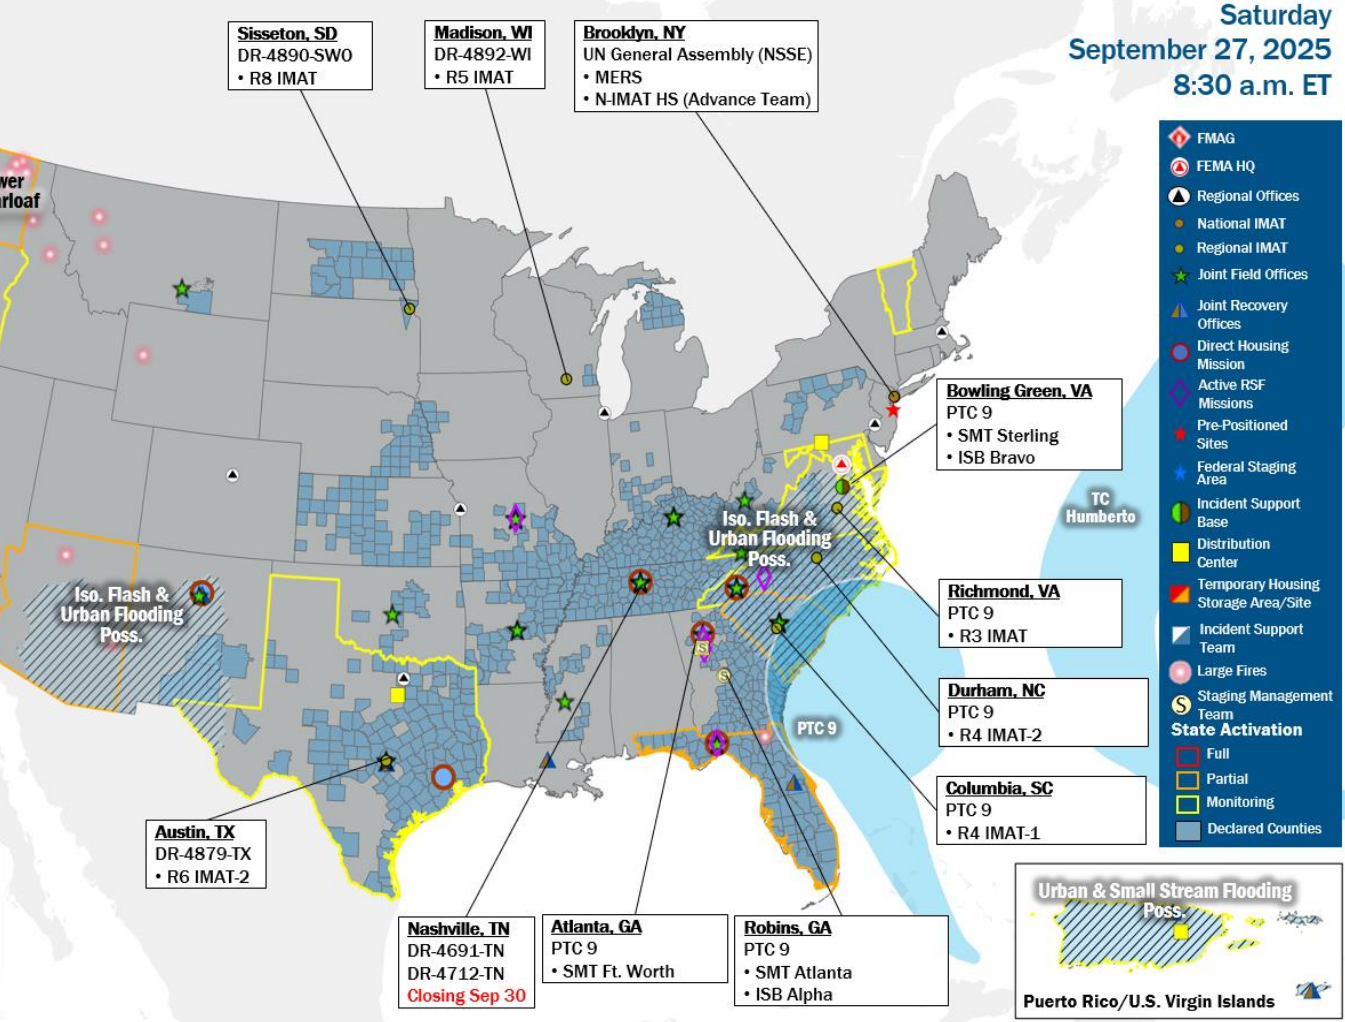 Saturday
September 27, 2025
8:30 a.m. ET
Sisseton, SD
DR-4890-SWO
• R8 IMAT
Madison, WI
DR-4892-WI
• R5 IMAT
Brooklyn, NY
UN General Assembly (NSSE)
• MERS
• N-IMAT HS (Advance Team)
FMAG
FEMA HQ
Regional Offices
National IMAT
Regional IMAT
Joint Field Offices
Joint Recovery
Offices
Direct Housing
Mission
Active RSF
Missions
Pre-Positioned
Sites
Federal Staging
Area
Incident Support
Base
Distribution
Center
Temporary Housing
Storage Area/Site
Incident Support
Team
Large Fires
S
Staging Management
Team
State Activation
Full
Partial
Monitoring
Declared Counties
Bowling Green, VA
PTC 9
• SMT Sterling
• ISB Bravo
TC
Humberto
Iso. Flash &
Urban Flooding
Poss.
Iso. Flash &
Urban Flooding
Poss.
Richmond, VA
PTC 9
• R3 IMAT
S
S
Durham, NC
PTC 9
• R4 IMAT-2
PTC 9
Columbia, SC
PTC 9
• R4 IMAT-1
Austin, TX
DR-4879-TX
• R6 IMAT-2
Nashville, TN
DR-4691-TN
DR-4712-TN
Closing Sep 30
Atlanta, GA
PTC 9
• SMT Ft. Worth
Robins, GA
PTC 9
• SMT Atlanta
• ISB Alpha
Urban & Small Stream Flooding
Poss.
Puerto Rico/U.S. Virgin Islands